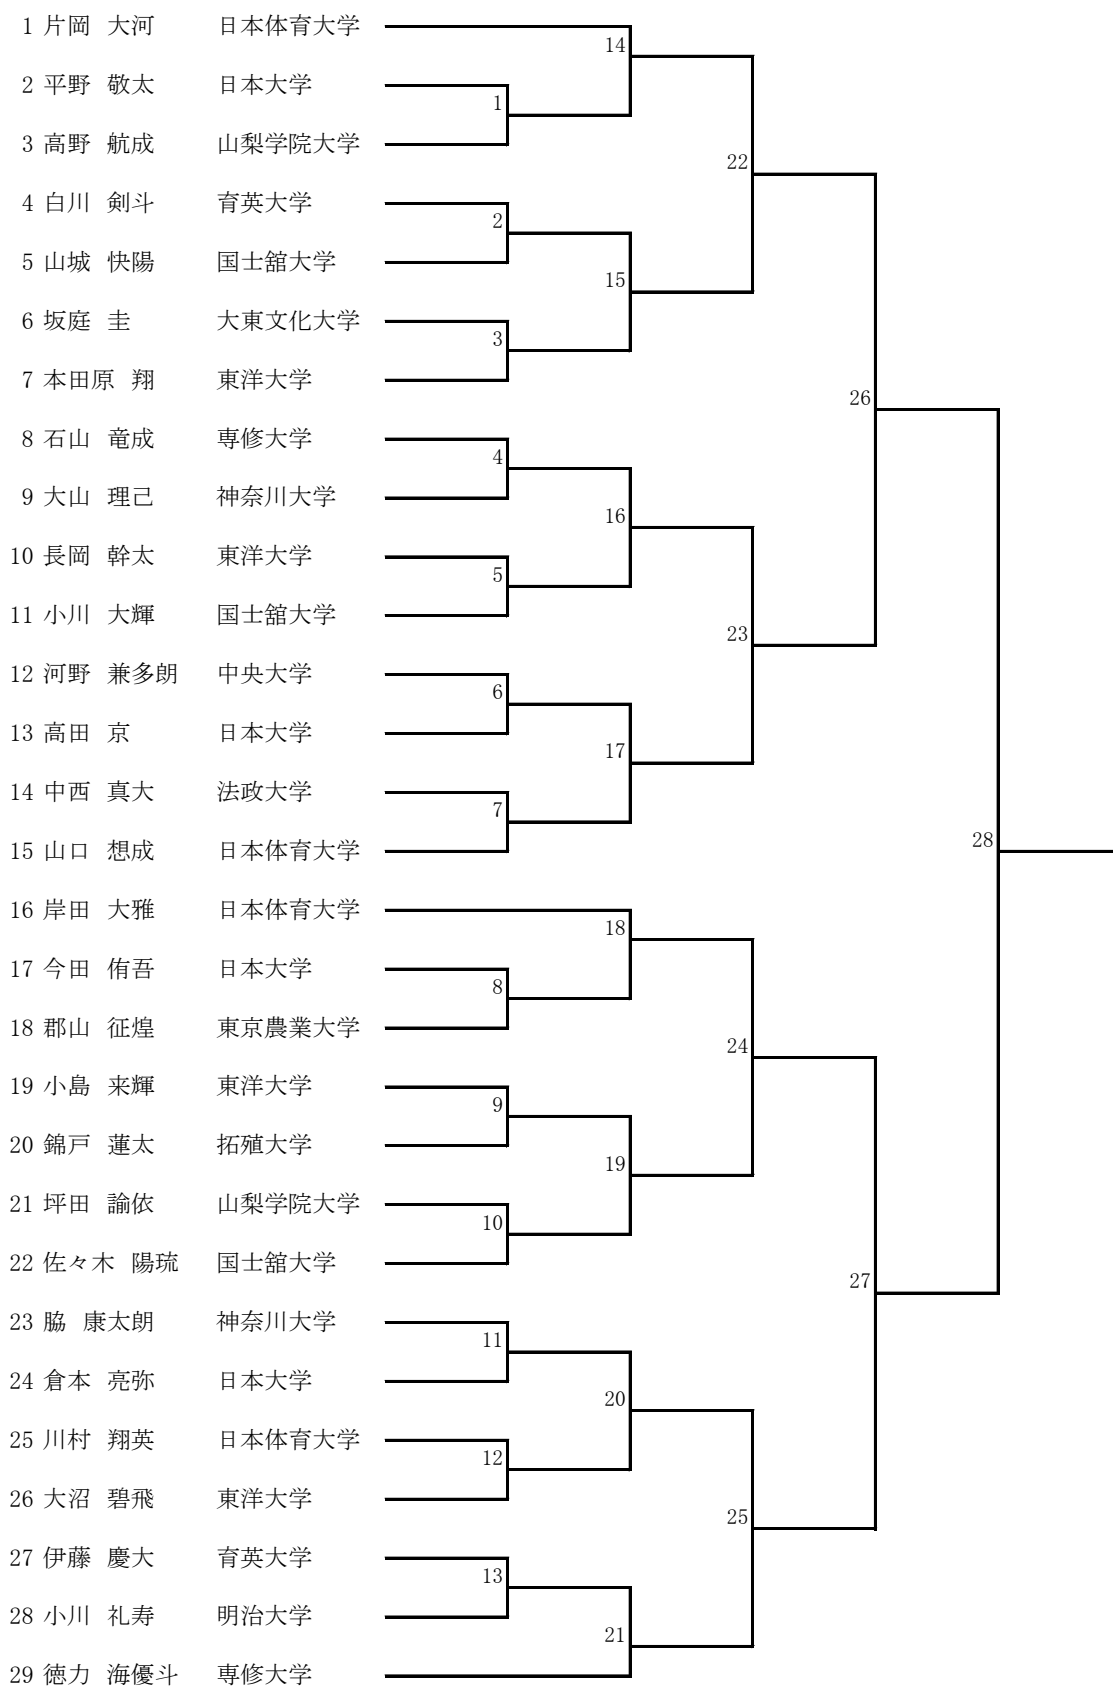 1 片岡 大河 日本体育大学
14
2 平野 敬太 日本大学
1
3 高野 航成 山梨学院大学
22
4 白川 剣斗 育英大学
2
5 山城 快陽 国士舘大学
15
6 坂庭 圭 大東文化大学
3
7 本田原 翔 東洋大学
26
8 石山 竜成 専修大学
4
9 大山 理己 神奈川大学
16
10 長岡 幹太 東洋大学
5
11 小川 大輝 国士舘大学
23
12 河野 兼多朗 中央大学
6
13 高田 京 日本大学
17
14 中西 真大 法政大学
7
15 山口 想成 日本体育大学
28
16 岸田 大雅 日本体育大学
18
17 今田 侑吾 日本大学
8
18 郡山 征煌 東京農業大学
24
19 小島 来輝 東洋大学
9
20 錦戸 蓮太 拓殖大学
19
21 坪田 諭依 山梨学院大学
10
22 佐々木 陽琉 国士舘大学
27
23 脇 康太朗 神奈川大学
11
24 倉本 亮弥 日本大学
20
25 川村 翔英 日本体育大学
12
26 大沼 碧飛 東洋大学
25
27 伊藤 慶大 育英大学
13
28 小川 礼寿 明治大学
21
29 徳力 海優斗 専修大学